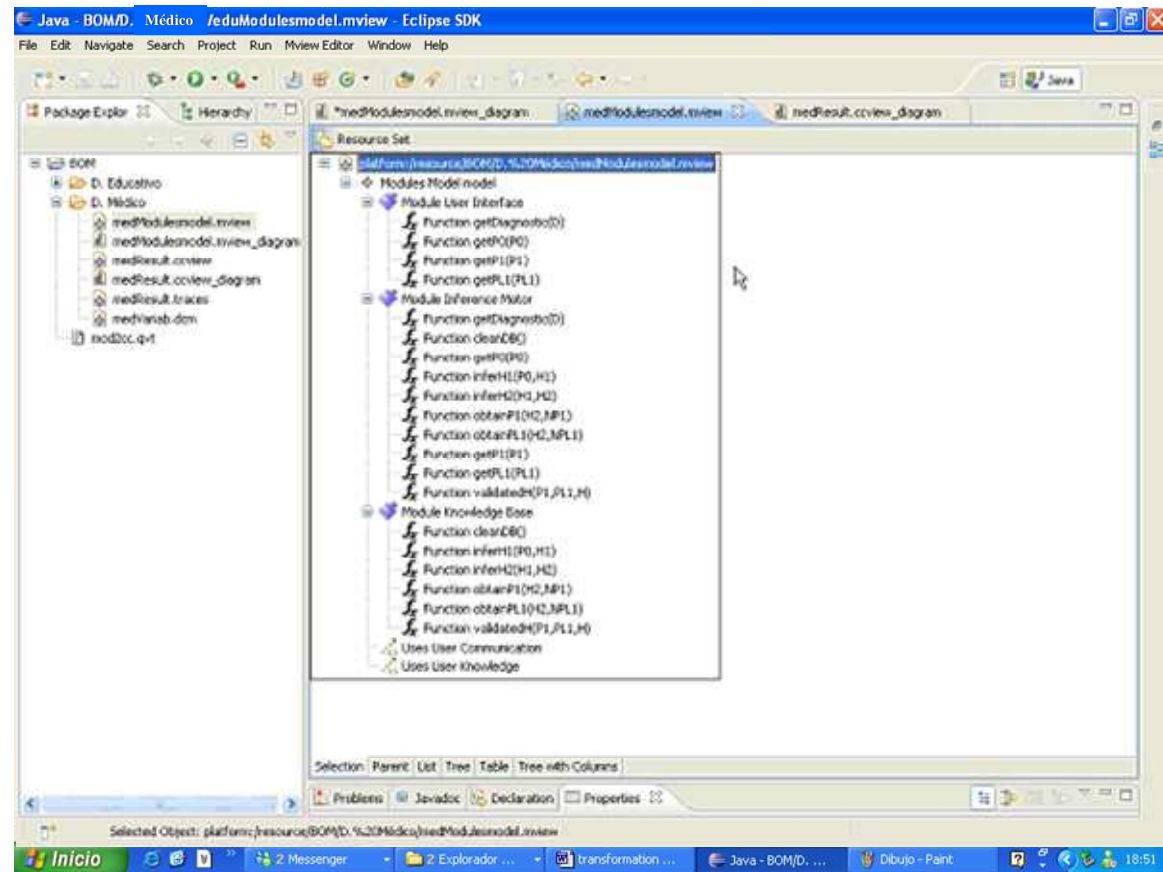 Java - BOM/D. Médico /eduModulesmodel.mview - Eclipse SDK
File Edit Navigate Search Project Run Mview Editor Window Help
Java
Package Explor Hierarchy *medModulesmodel.mview_diagram medModulesmodel.mview medResult.ccview_diagram
Resource Set
BOM
D. Educativo
D. Médico
medModulesmodel.mview
medModulesmodel.mview_diagram
medResult.ccview
medResult.ccview_diagram
medResult.traces
medVariab.dcm
mod2cc.qvt
platform:/resource/BOM/D.%20Médico/medModulesmodel.mview
Modules Model model
Module User Interface
Function getDiagnostic(D)
Function getP0(P0)
Function getP1(P1)
Function getPL1(PL1)
Module Inference Motor
Function getDiagnostic(D)
Function cleanDB()
Function getP0(P0)
Function inferH1(P0,H1)
Function inferH2(H1,H2)
Function obtainP1(H2,NP1)
Function obtainPL1(H2,NPL1)
Function getP1(P1)
Function getPL1(PL1)
Function validatedH(P1,PL1,H)
Module Knowledge Base
Function cleanDB()
Function inferH1(P0,H1)
Function inferH2(H1,H2)
Function obtainP1(H2,NP1)
Function obtainPL1(H2,NPL1)
Function validatedH(P1,PL1,H)
Uses User Communication
Uses User Knowledge
Selection Parent List Tree Table Tree with Columns
Problems Javadoc Declaration Properties
Selected Object: platform:/resource/BOM/D.%20Médico/medModulesmodel.mview
Inicio 2 Messenger 2 Explorador ... transformation ... Java - BOM/D. ... Dibujo - Paint 18:51